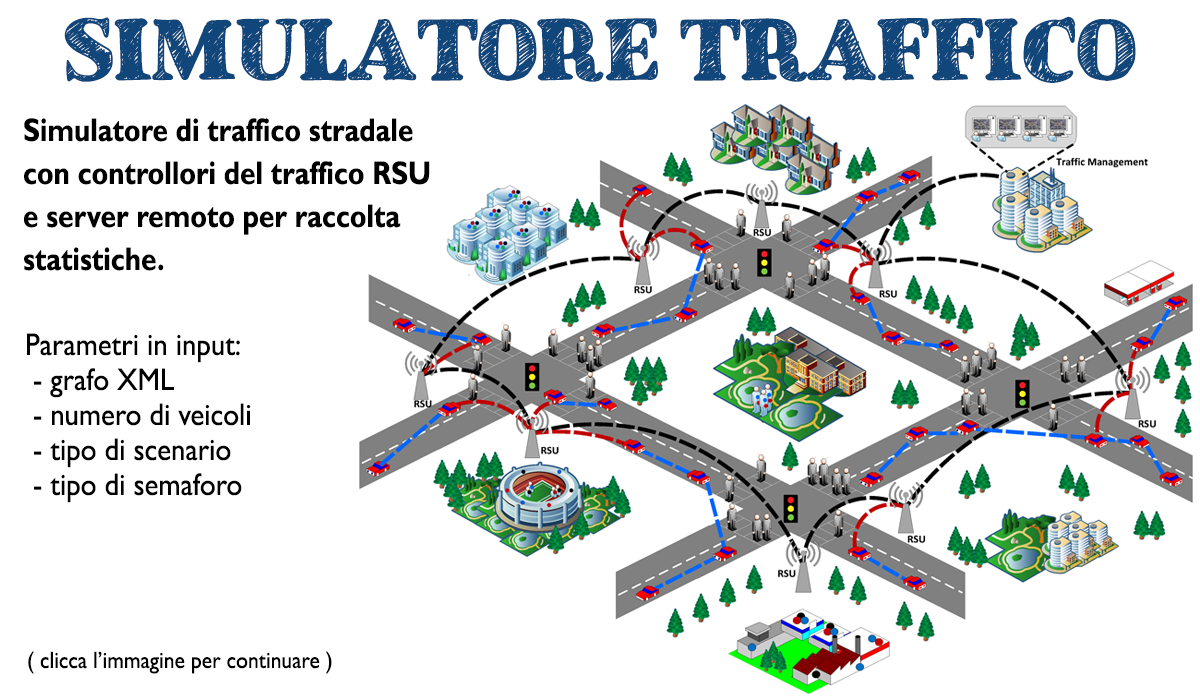 SIMULATORE TRAFFICO
Simulatore di traffico stradale
con controllori del traffico RSU
e server remoto per raccolta
statistiche.
Parametri in input:
- grafo XML
- numero di veicoli
- tipo di scenario
- tipo di semaforo
( clicca l'immagine per continuare )
Traffic Management
RSU
RSU
RSU
RSU
RSU
RSU
RSU
RSU